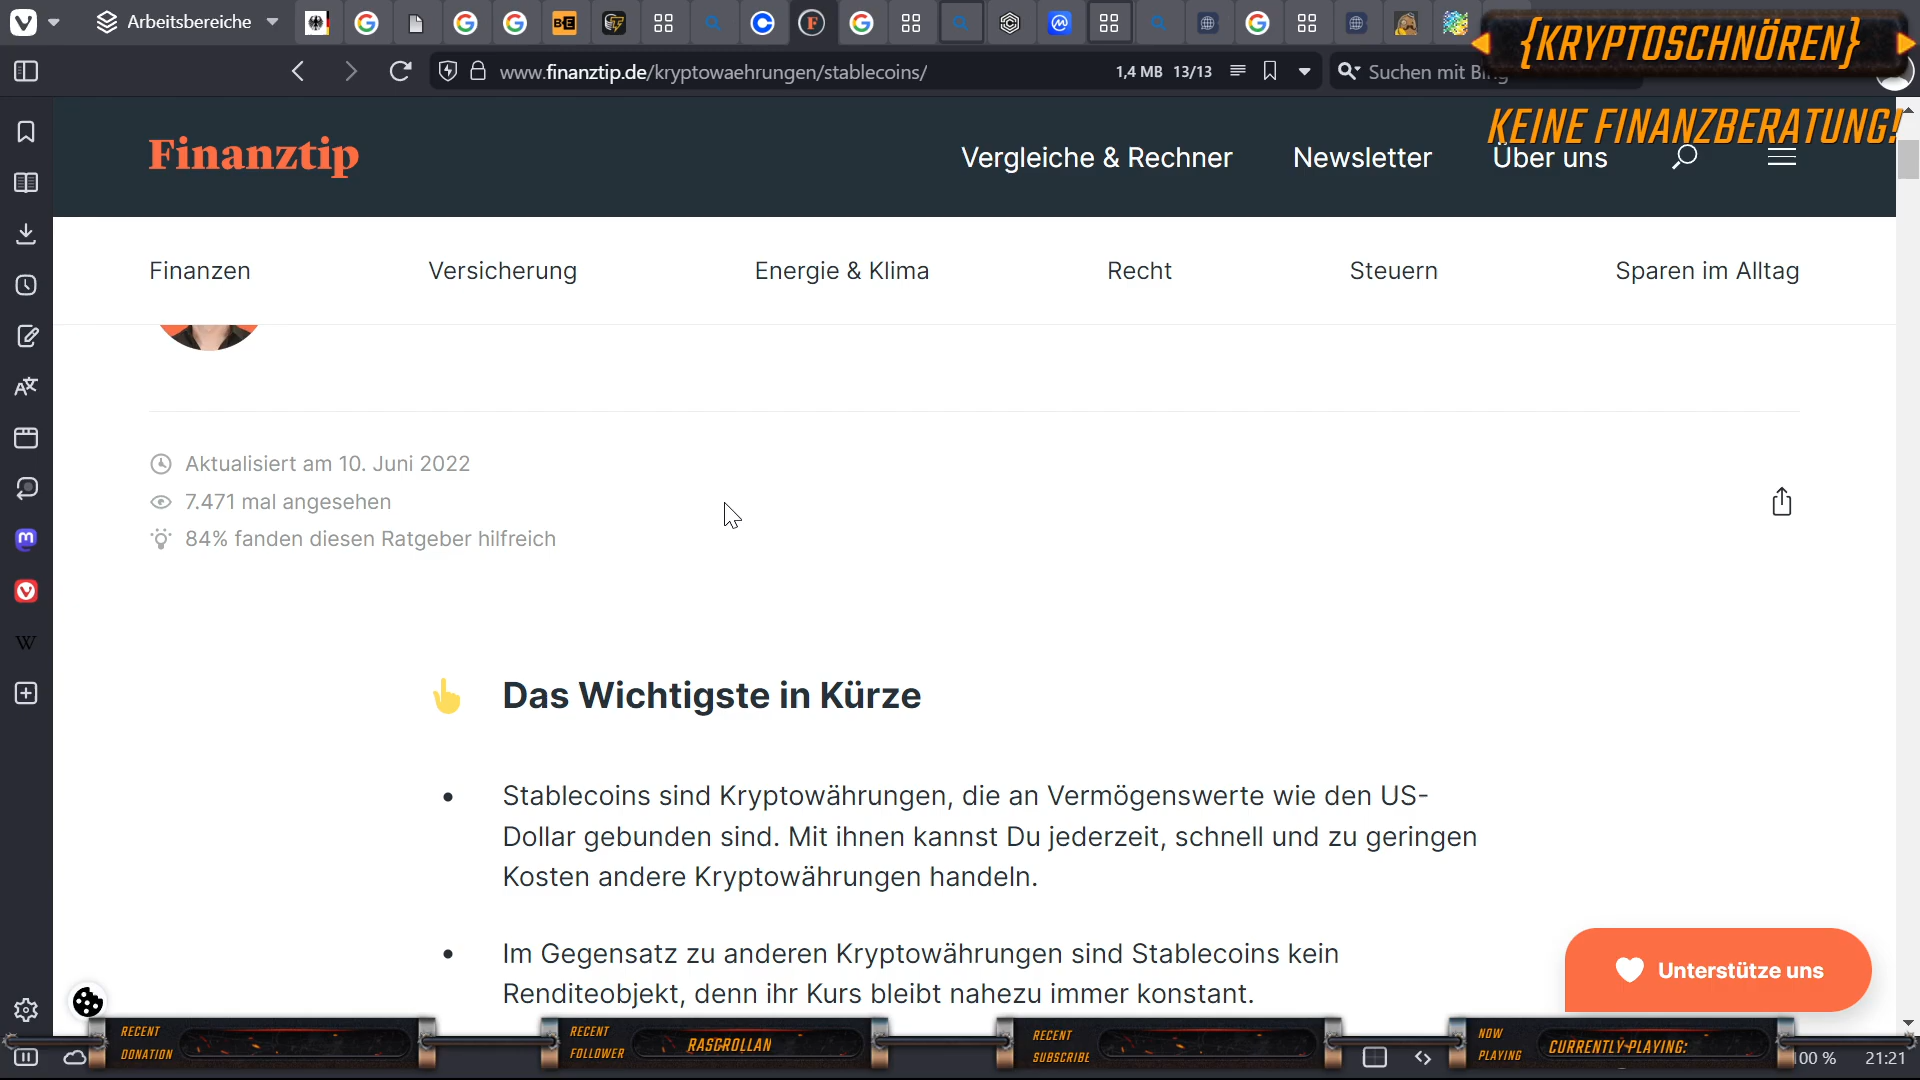 Arbeitsbereiche
{KRYPTOSCHNÖREN}
www.finanztip.de/kryptowaehrungen/stablecoins/
1,4 MB 13/13
Suchen mit
KEINE FINANZBERATUNG!
Finanztip
Vergleiche & Rechner
Newsletter
Über uns
Finanzen
Versicherung
Energie & Klima
Recht
Steuern
Sparen im Alltag
Aktualisiert am 10. Juni 2022
7.471 mal angesehen
84% fanden diesen Ratgeber hilfreich
Das Wichtigste in Kürze
Stablecoins sind Kryptowährungen, die an Vermögenswerte wie den US-
Dollar gebunden sind. Mit ihnen kannst Du jederzeit, schnell und zu geringen
Kosten andere Kryptowährungen handeln.
Im Gegensatz zu anderen Kryptowährungen sind Stablecoins kein
Renditeobjekt, denn ihr Kurs bleibt nahezu immer konstant.
Unterstütze uns
RECENT
DONATION
RECENT
FOLLOWER
RASGROLLAN
RECENT
SUBSCRIBE
NOW
PLAYING
CURRENTLY PLAYING:
00 %
21:21